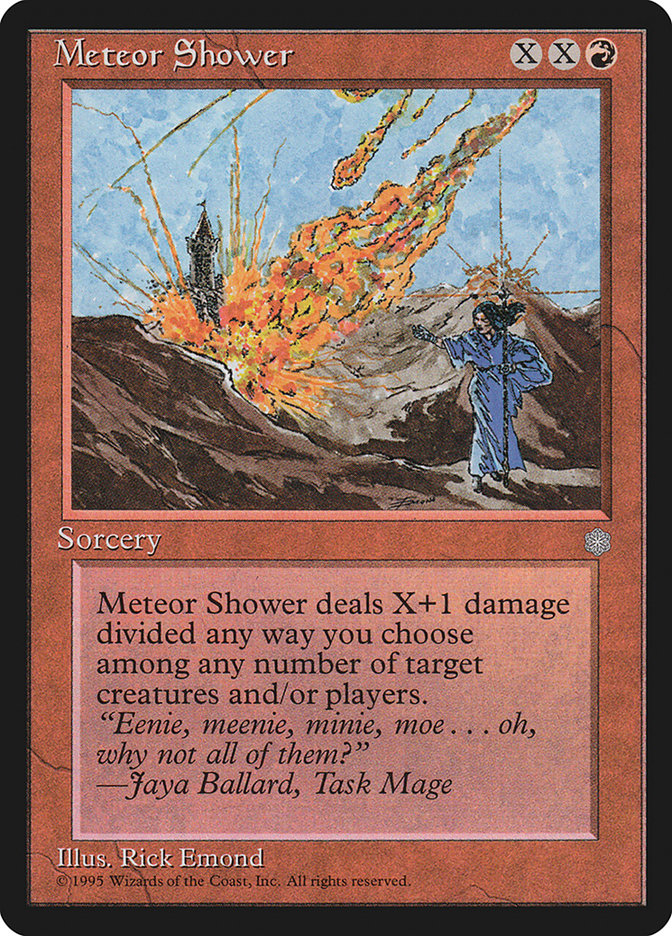 Meteor Shower X X
Sorcery
Meteor Shower deals X+1 damage
divided any way you choose
among any number of target
creatures and/or players.
“Eenie, meenie, minie, moe . . . oh,
why not all of them?”
—Jaya Ballard, Task Mage
Illus. Rick Emond
©1995 Wizards of the Coast, Inc. All rights reserved.